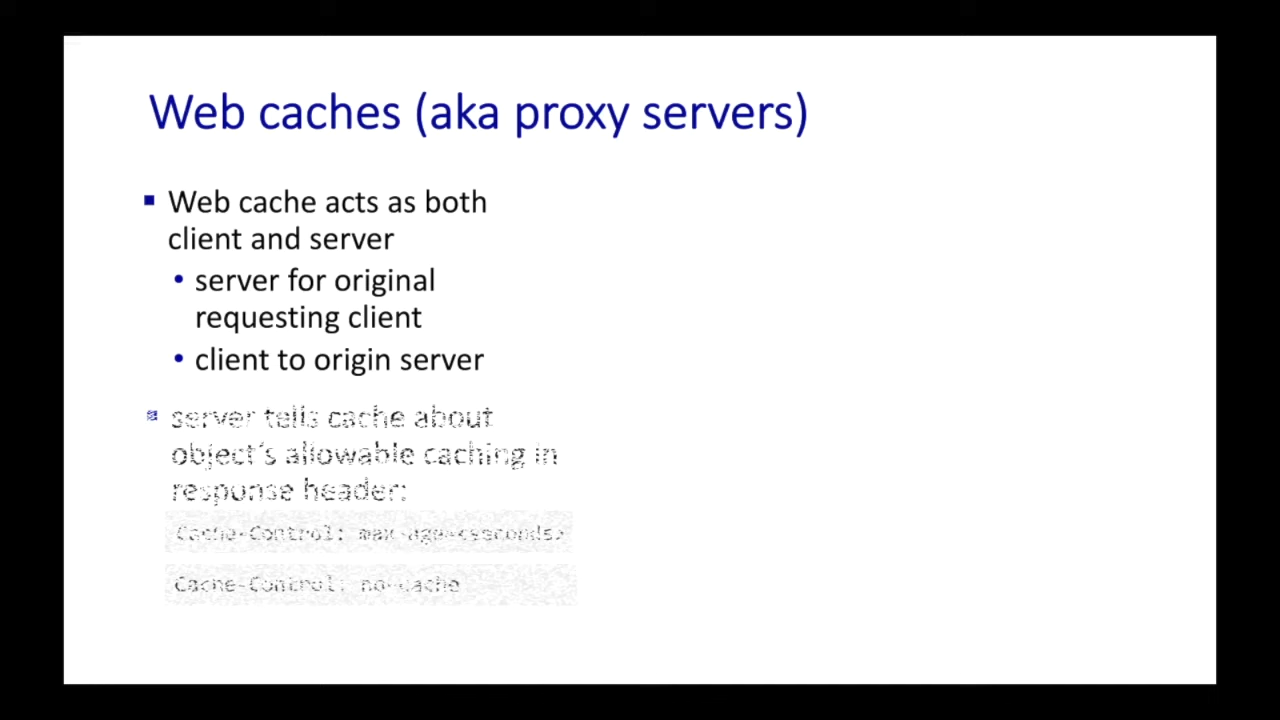 Web caches (aka proxy servers)
Web cache acts as both
client and server
server for original
requesting client
client to origin server
server tells cache about
object's allowable caching in
response header:
Cache-Control: max-age=<seconds>
Cache-Control: no-cache